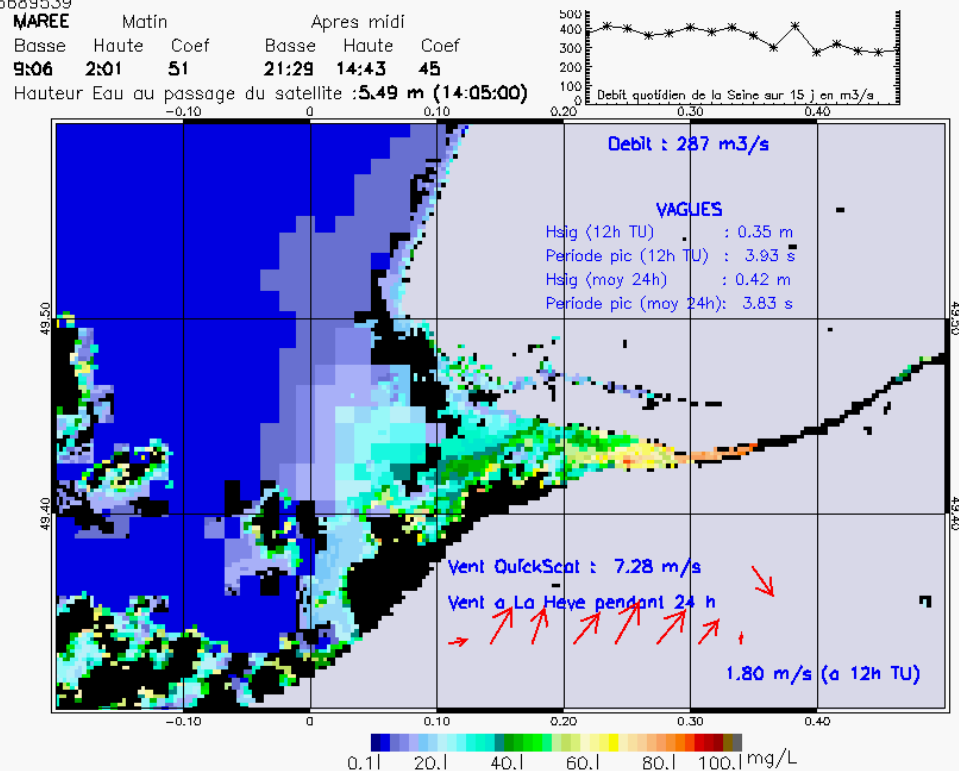 6689539
MAREE Matin Apres midi
Basse Haute Coef Basse Haute Coef
9:06 2:01 51 21:29 14:43 45
Hauteur Eau au passage du satellite :5.49 m (14:05:00)
500
400
300
200
100
0
Debit quotidien de la Seine sur 15 j en m3/s
-0.10 0 0.10 0.20 0.30 0.40
Debit : 287 m3/s
VAGUES
Hsig (12h TU) : 0.35 m
Periode pic (12h TU) : 3.93 s
Hsig (moy 24h) : 0.42 m
Periode pic (moy 24h): 3.83 s
49.50 49.50
49.40 49.40
Vent QuickScat : 7.28 m/s
Vent a La Heve pendant 24 h
1.80 m/s (a 12h TU)
-0.10 0 0.10 0.20 0.30 0.40
0.1| 20.| 40.| 60.| 80.| 100.| mg/L